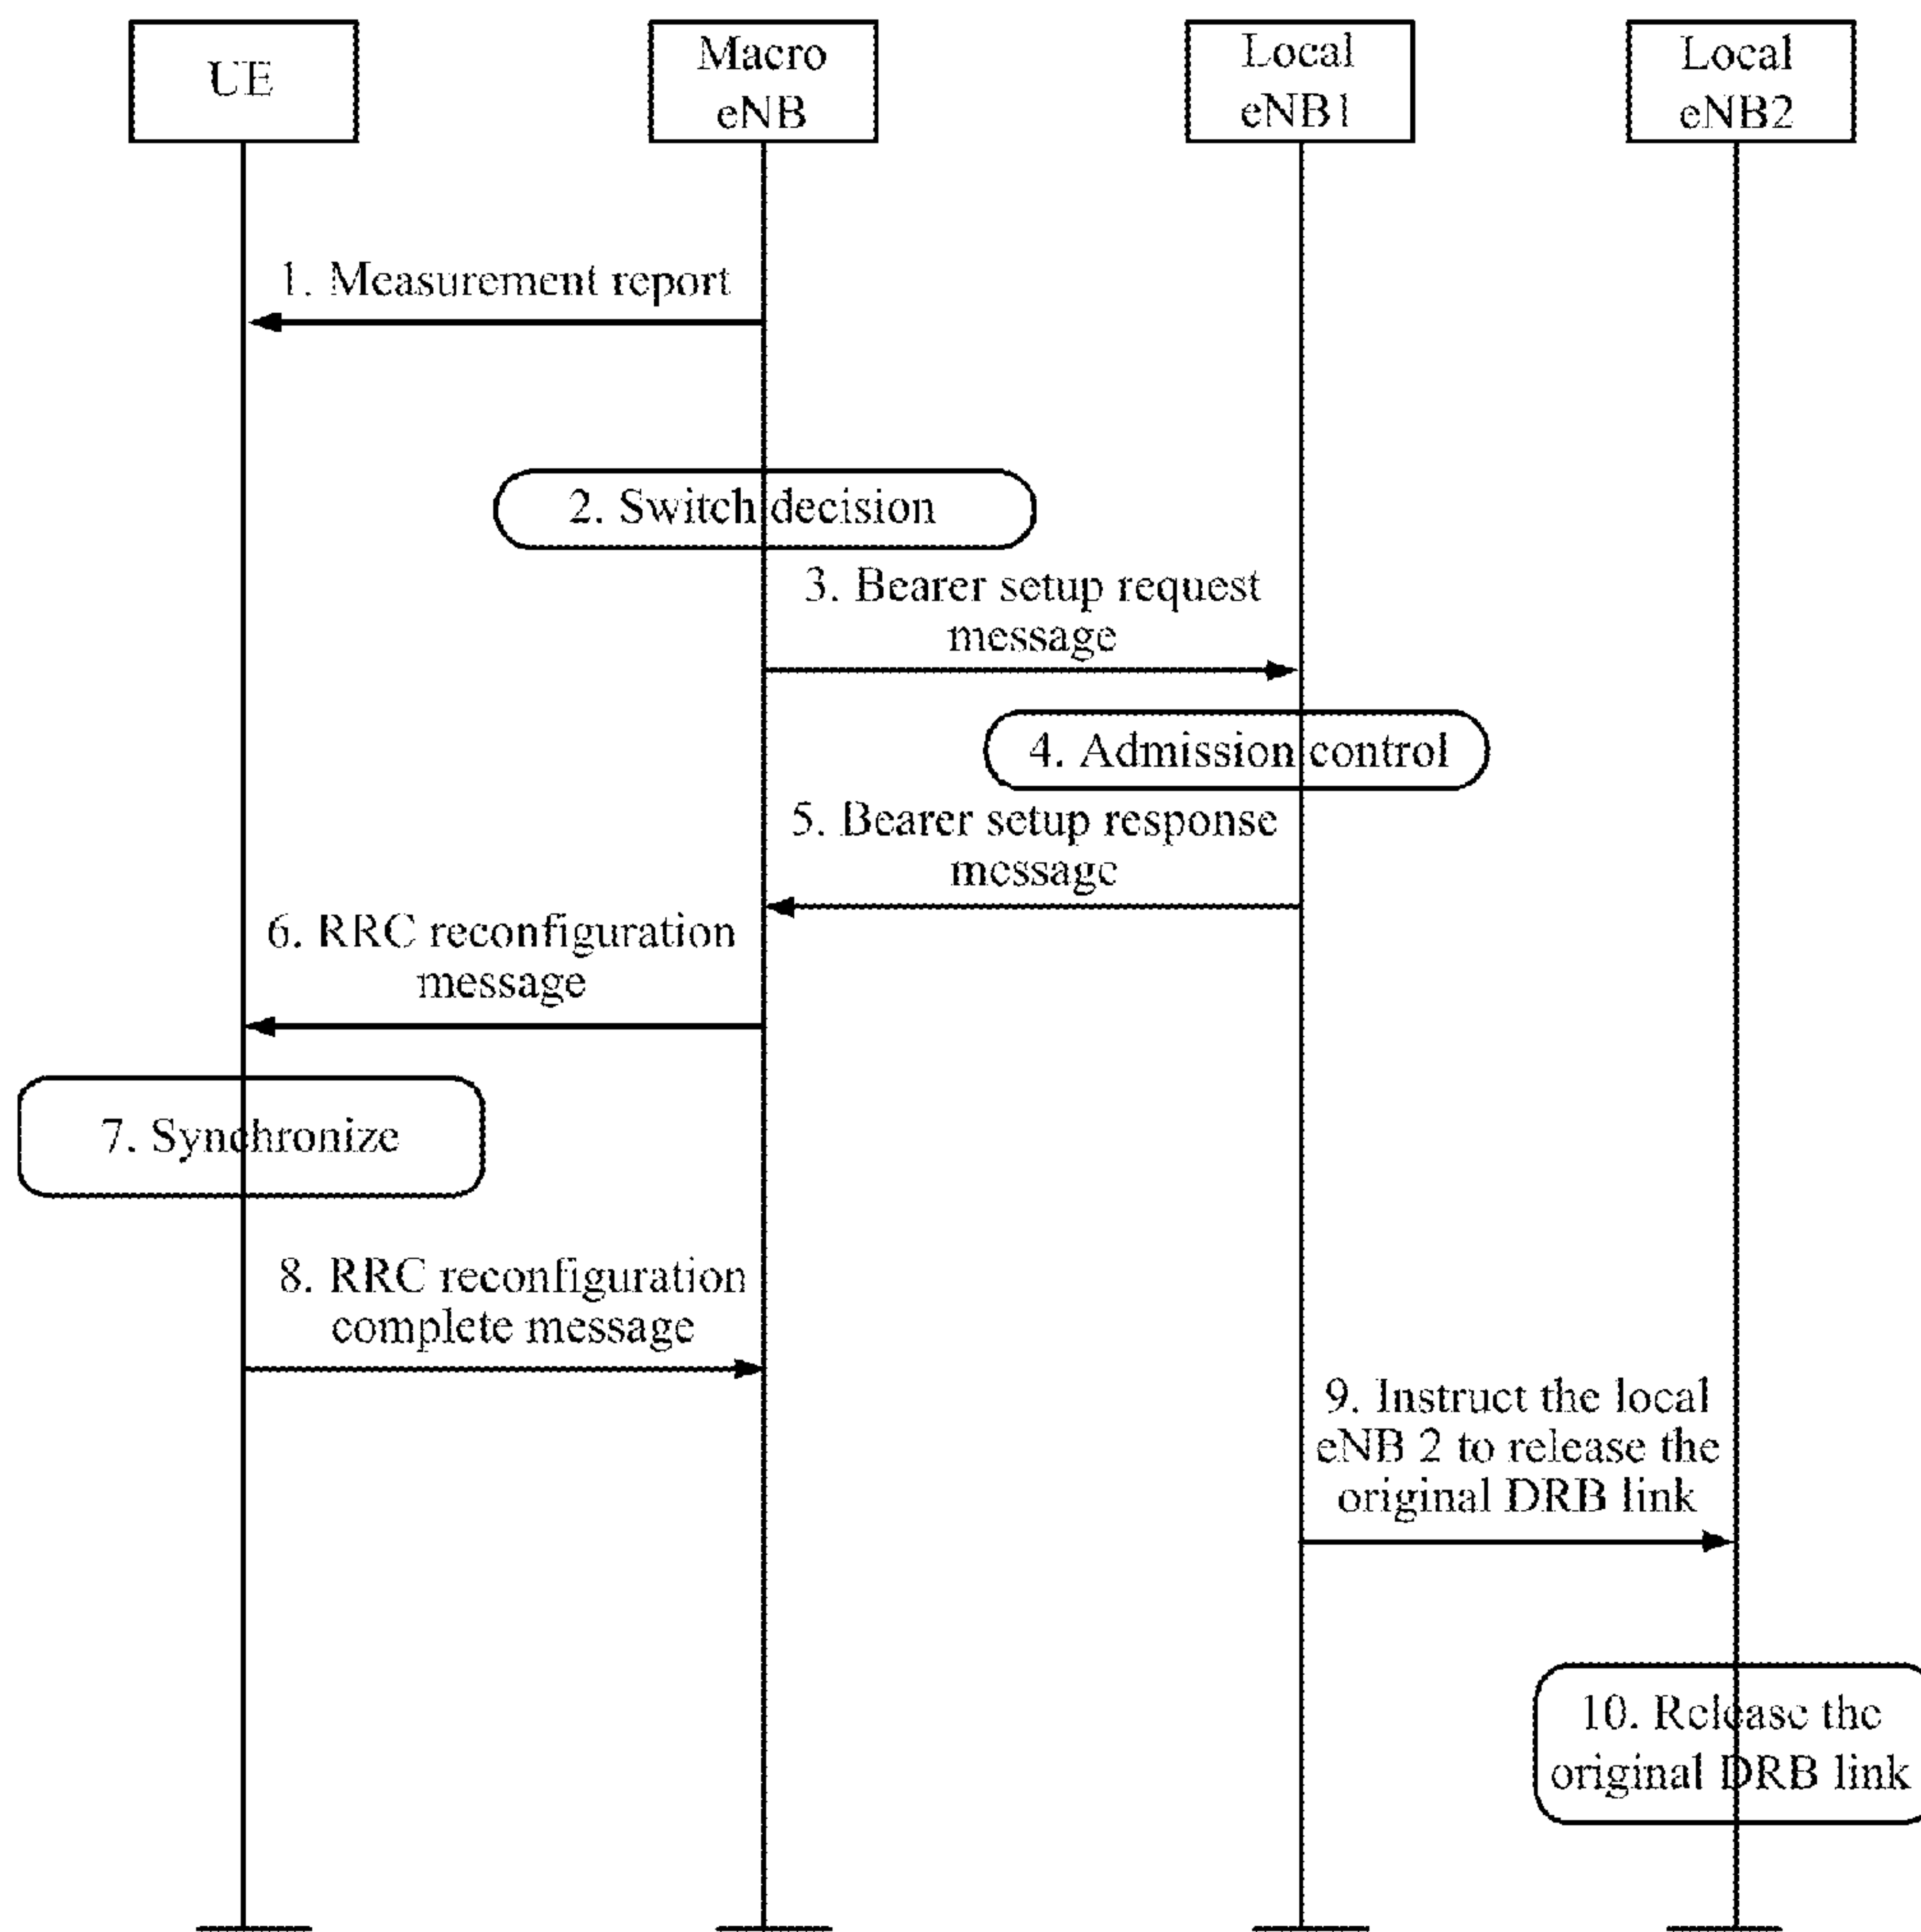 UE
Macro
eNB
Local
eNB1
Local
eNB2
1. Measurement report
2. Switch decision
3. Bearer setup request
message
4. Admission control
5. Bearer setup response
message
6. RRC reconfiguration
message
7. Synchronize
8. RRC reconfiguration
complete message
9. Instruct the local
eNB 2 to release the
original DRB link
10. Release the
original DRB link